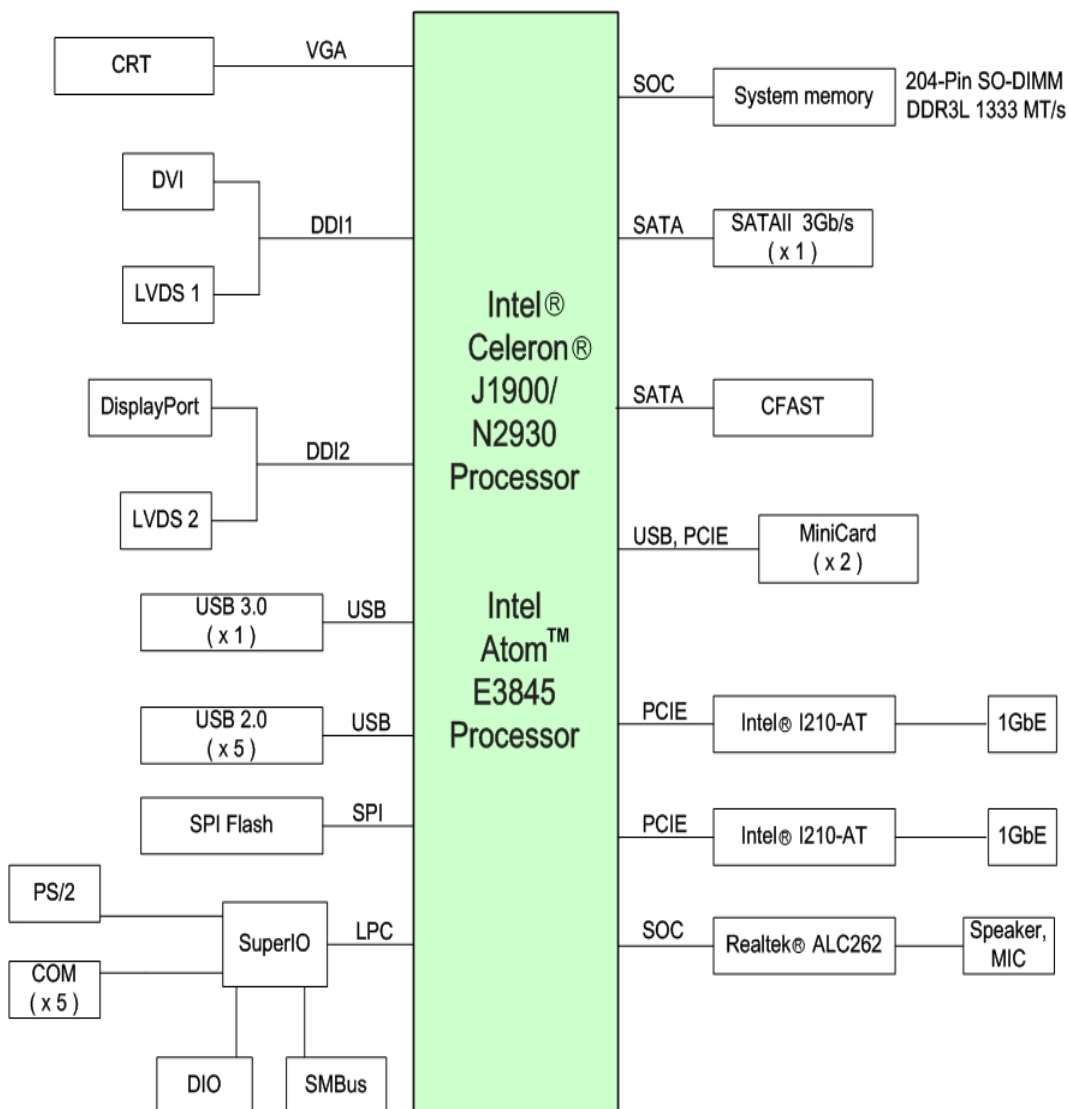 CRT
VGA
DVI
DDI1
LVDS 1
DisplayPort
DDI2
LVDS 2
USB 3.0
( x 1 )
USB
USB 2.0
( x 5 )
USB
SPI Flash
SPI
PS/2
SuperIO
LPC
COM
( x 5 )
DIO
SMBus
Intel®
Celeron®
J1900/
N2930
Processor
Intel
Atom™
E3845
Processor
SOC
System memory
204-Pin SO-DIMM
DDR3L 1333 MT/s
SATA
SATAII 3Gb/s
( x 1 )
SATA
CFAST
USB, PCIE
MiniCard
( x 2 )
PCIE
Intel® I210-AT
1GbE
PCIE
Intel® I210-AT
1GbE
SOC
Realtek® ALC262
Speaker,
MIC